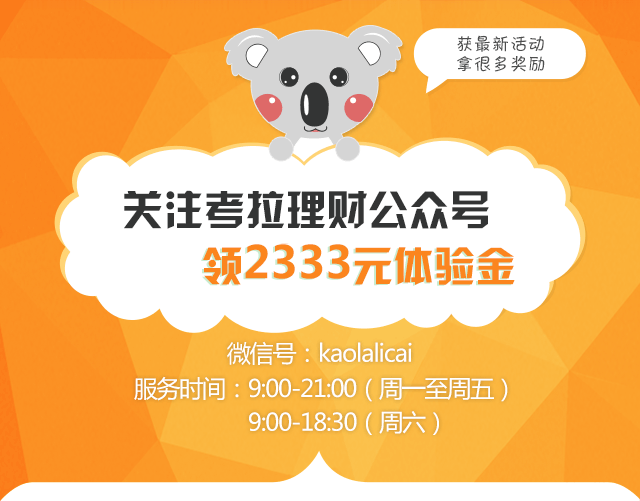 获最新活动
拿很多奖励
关注考拉理财公众号
领2333元体验金
微信号：kaolalicai
服务时间：9:00-21:00（周一至周五）
9:00-18:30（周六）